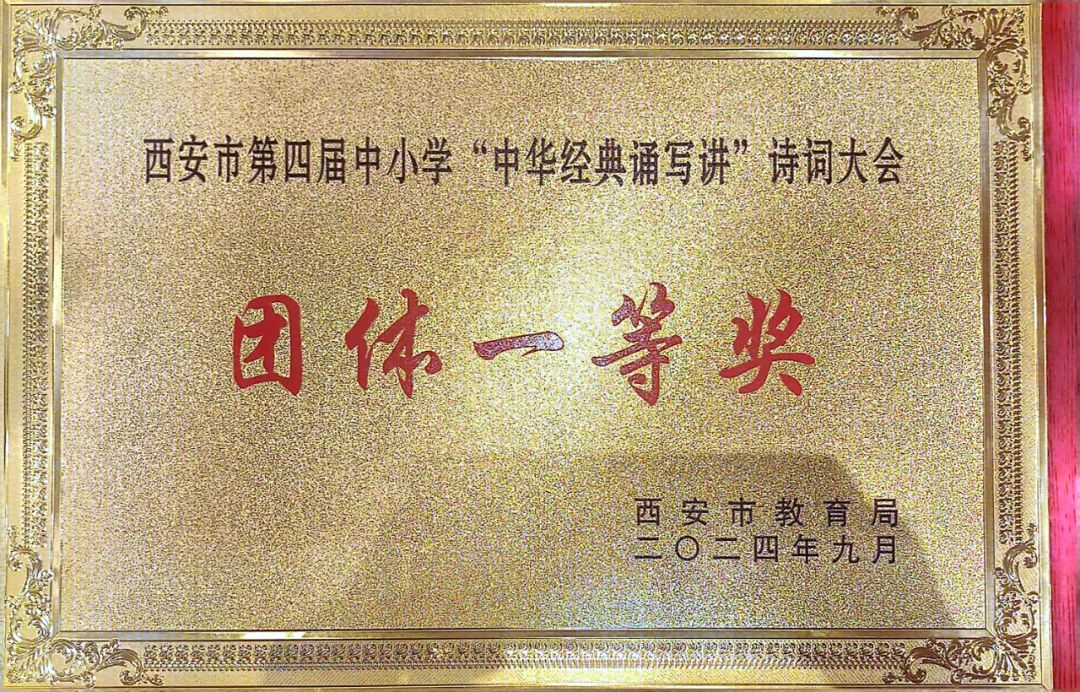 西安市第四届中小学“中华经典诵写讲”诗词大会
团体一等奖
西安市教育局
二〇二四年九月